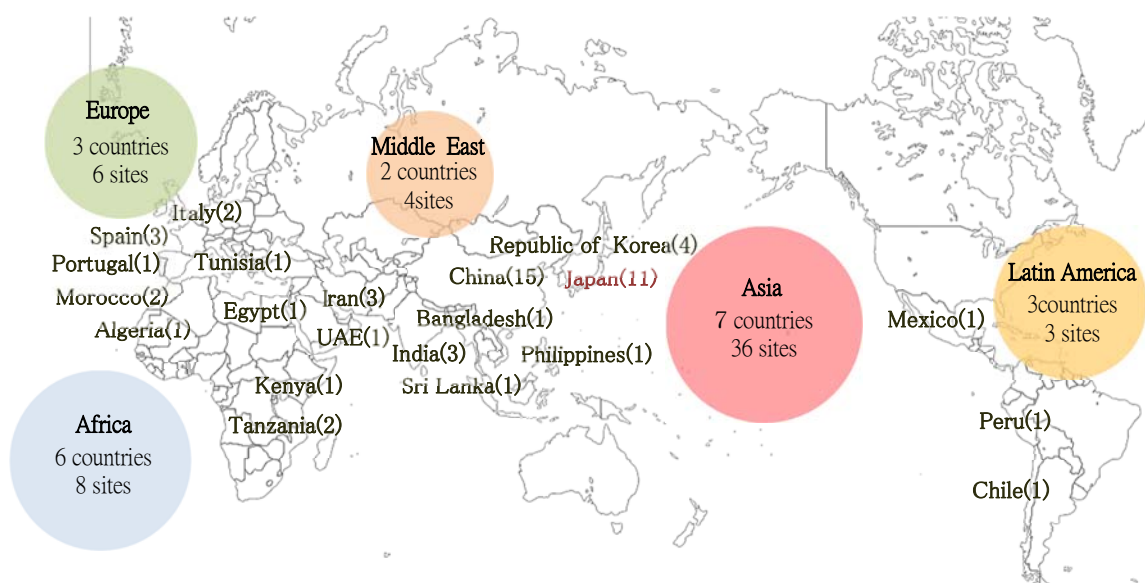 Europe
3 countries
6 sites
Middle East
2 countries
4sites
Italy(2)
Spain(3)
Portugal(1)
Tunisia(1)
Morocco(2)
Egypt(1)
Algeria(1)
Iran(3)
UAE(1)
Republic of Korea(4)
China(15)
Japan(11)
Bangladesh(1)
India(3)
Philippines(1)
Sri Lanka(1)
Kenya(1)
Tanzania(2)
Africa
6 countries
8 sites
Asia
7 countries
36 sites
Latin America
3countries
3 sites
Mexico(1)
Peru(1)
Chile(1)